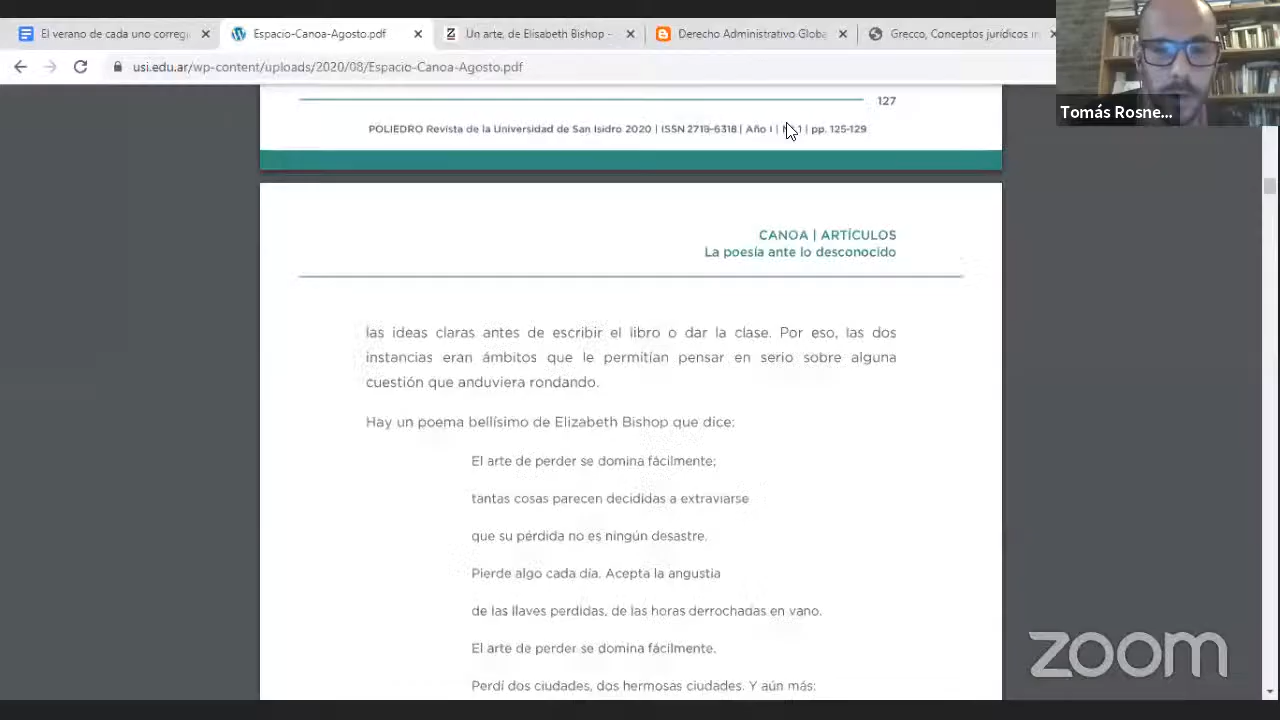 El verano de cada uno correg
Espacio-Canoa-Agosto.pdf
Un arte, de Elisabeth Bishop -
Derecho Administrativo Globa
Grecco, Conceptos jurídicos in
usi.edu.ar/wp-content/uploads/2020/08/Espacio-Canoa-Agosto.pdf
Tomás Rosne...
127
POLIEDRO Revista de la Universidad de San Isidro 2020 | ISSN 2719-6318 | Año I | 1 | pp. 125-129
CANOA | ARTÍCULOS
La poesía ante lo desconocido
las ideas claras antes de escribir el libro o dar la clase. Por eso, las dos
instancias eran ámbitos que le permitían pensar en serio sobre alguna
cuestión que anduviera rondando.
Hay un poema bellísimo de Elizabeth Bishop que dice:
El arte de perder se domina fácilmente;
tantas cosas parecen decididas a extraviarse
que su pérdida no es ningún desastre.
Pierde algo cada día. Acepta la angustia
de las llaves perdidas, de las horas derrochadas en vano.
El arte de perder se domina fácilmente.
Perdí dos ciudades, dos hermosas ciudades. Y aún más:
zoom